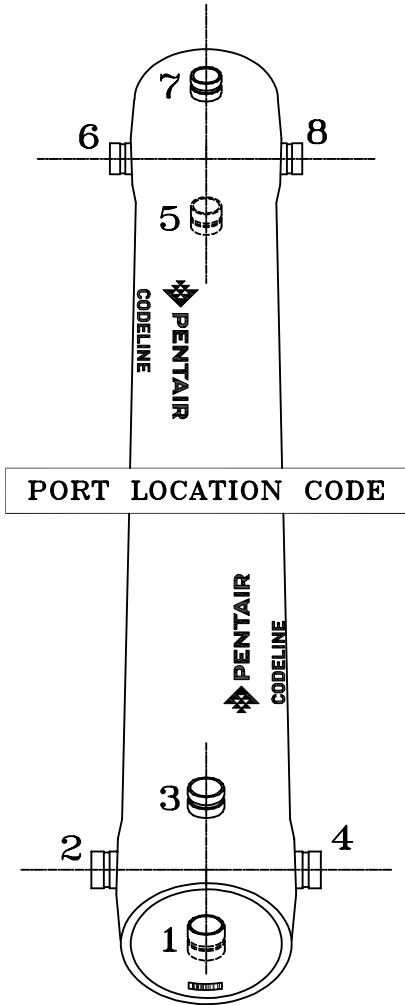 7
6
8
5
CODELINE
PENTAIR
PORT LOCATION CODE
PENTAIR
CODELINE
3
2
4
1